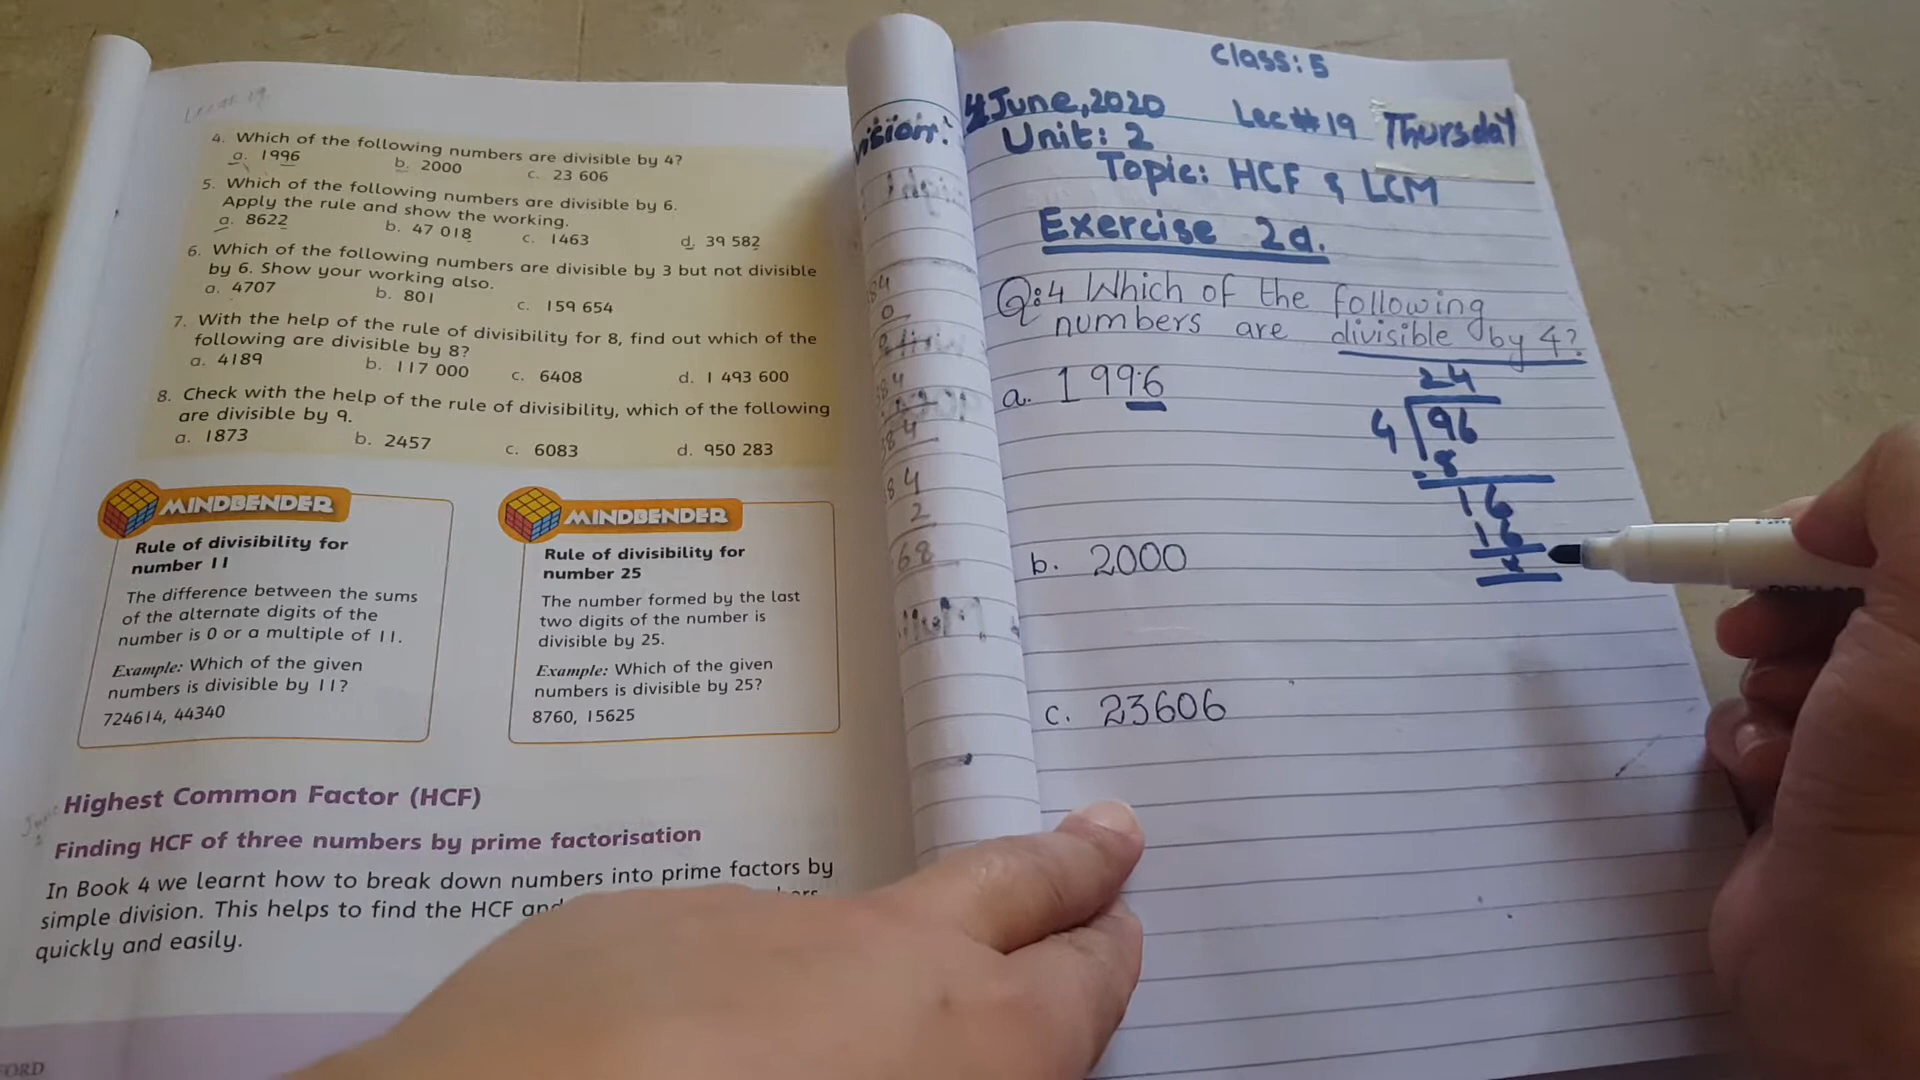 4. Which of the following numbers are divisible by 4?
a. 1996 b. 2000 c. 23 606
5. Which of the following numbers are divisible by 6.
Apply the rule and show the working.
a. 8622 b. 47 018 c. 1463 d. 39 582
6. Which of the following numbers are divisible by 3 but not divisible
by 6. Show your working also.
a. 4707 b. 801 c. 159 654
7. With the help of the rule of divisibility for 8, find out which of the
following are divisible by 8?
a. 4189 b. 117 000 c. 6408 d. 1 493 600
8. Check with the help of the rule of divisibility, which of the following
are divisible by 9.
a. 1873 b. 2457 c. 6083 d. 950 283
MINDBENDER
Rule of divisibility for
number 11
The difference between the sums
of the alternate digits of the
number is 0 or a multiple of 11.
Example: Which of the given
numbers is divisible by 11?
724614, 44340
MINDBENDER
Rule of divisibility for
number 25
The number formed by the last
two digits of the number is
divisible by 25.
Example: Which of the given
numbers is divisible by 25?
8760, 15625
Highest Common Factor (HCF)
Finding HCF of three numbers by prime factorisation
In Book 4 we learnt how to break down numbers into prime factors by
simple division. This helps to find the HCF and
quickly and easily.
Class: 5
4 June, 2020 Lec# 19 Thursday
Unit: 2
Topic: HCF & LCM
Exercise 2a.
Q:4 Which of the following
numbers are divisible by 4?
a. 1996
24
4 96
- 8
16
16
x
b. 2000
c. 23606